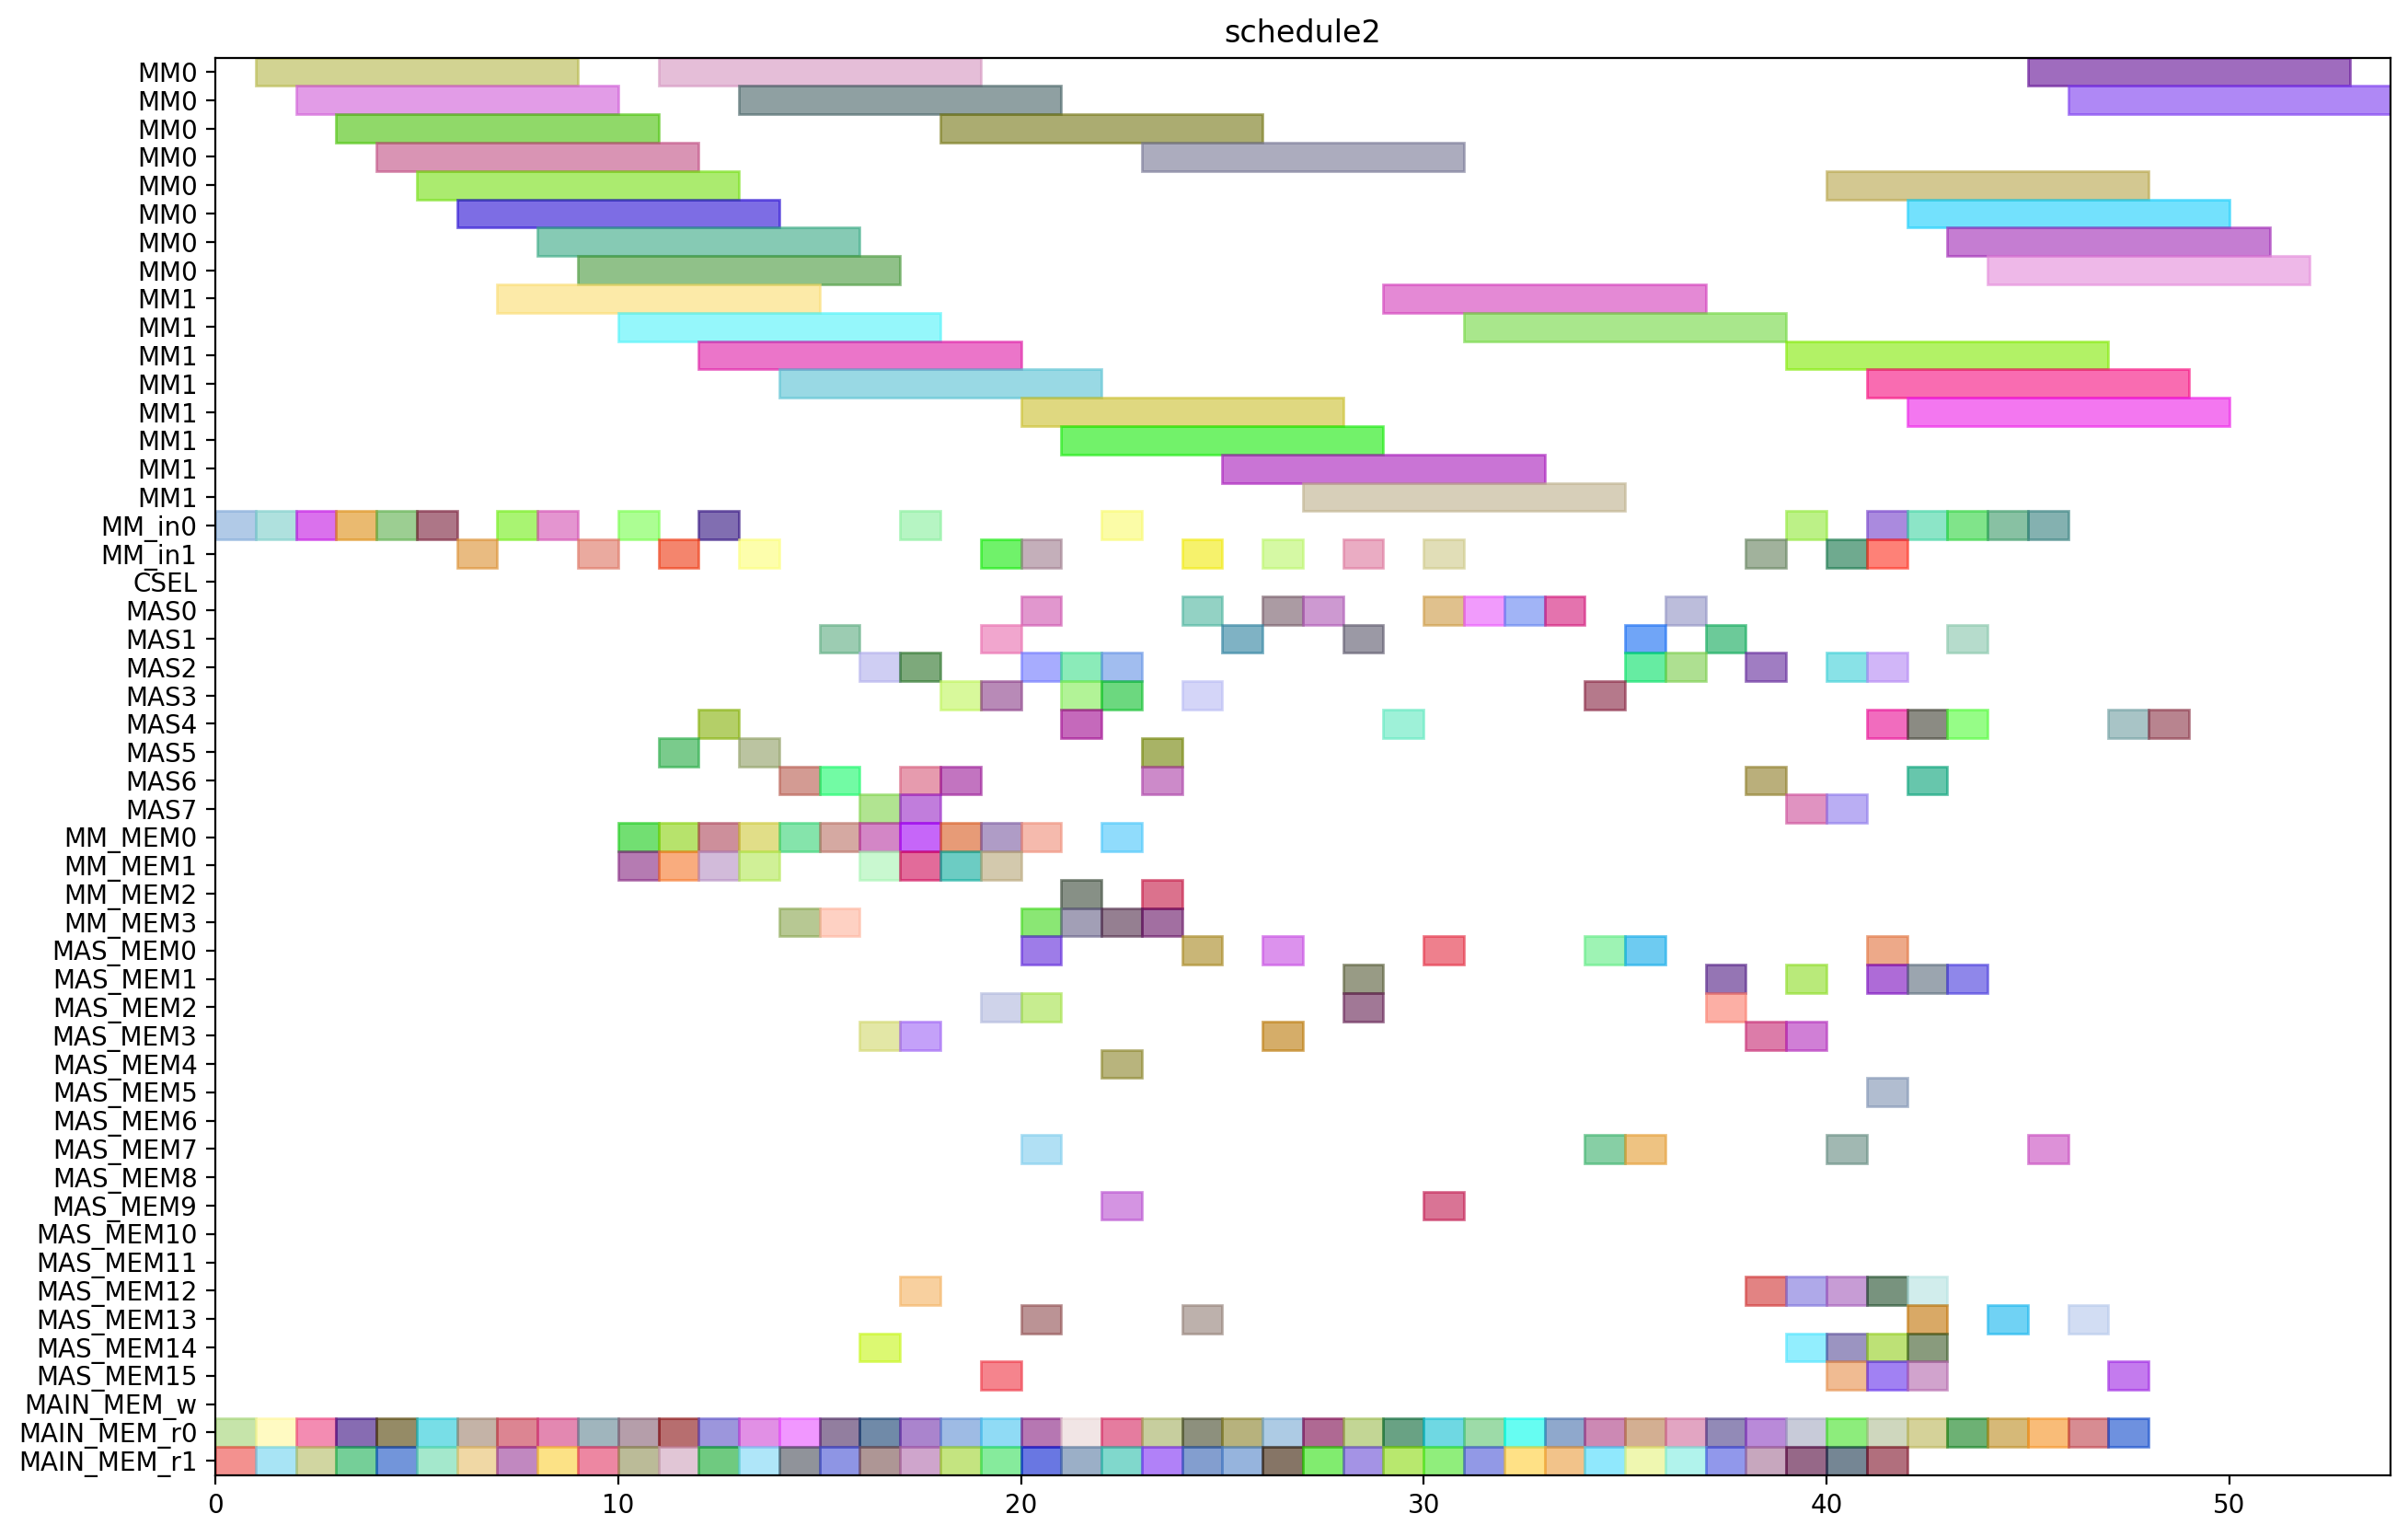 schedule2
MM0
MM0
MM0
MM0
MM0
MM0
MM0
MM0
MM1
MM1
MM1
MM1
MM1
MM1
MM1
MM1
MM_in0
MM_in1
CSEL
MAS0
MAS1
MAS2
MAS3
MAS4
MAS5
MAS6
MAS7
MM_MEM0
MM_MEM1
MM_MEM2
MM_MEM3
MAS_MEM0
MAS_MEM1
MAS_MEM2
MAS_MEM3
MAS_MEM4
MAS_MEM5
MAS_MEM6
MAS_MEM7
MAS_MEM8
MAS_MEM9
MAS_MEM10
MAS_MEM11
MAS_MEM12
MAS_MEM13
MAS_MEM14
MAS_MEM15
MAIN_MEM_w
MAIN_MEM_r0
MAIN_MEM_r1
0 10 20 30 40 50